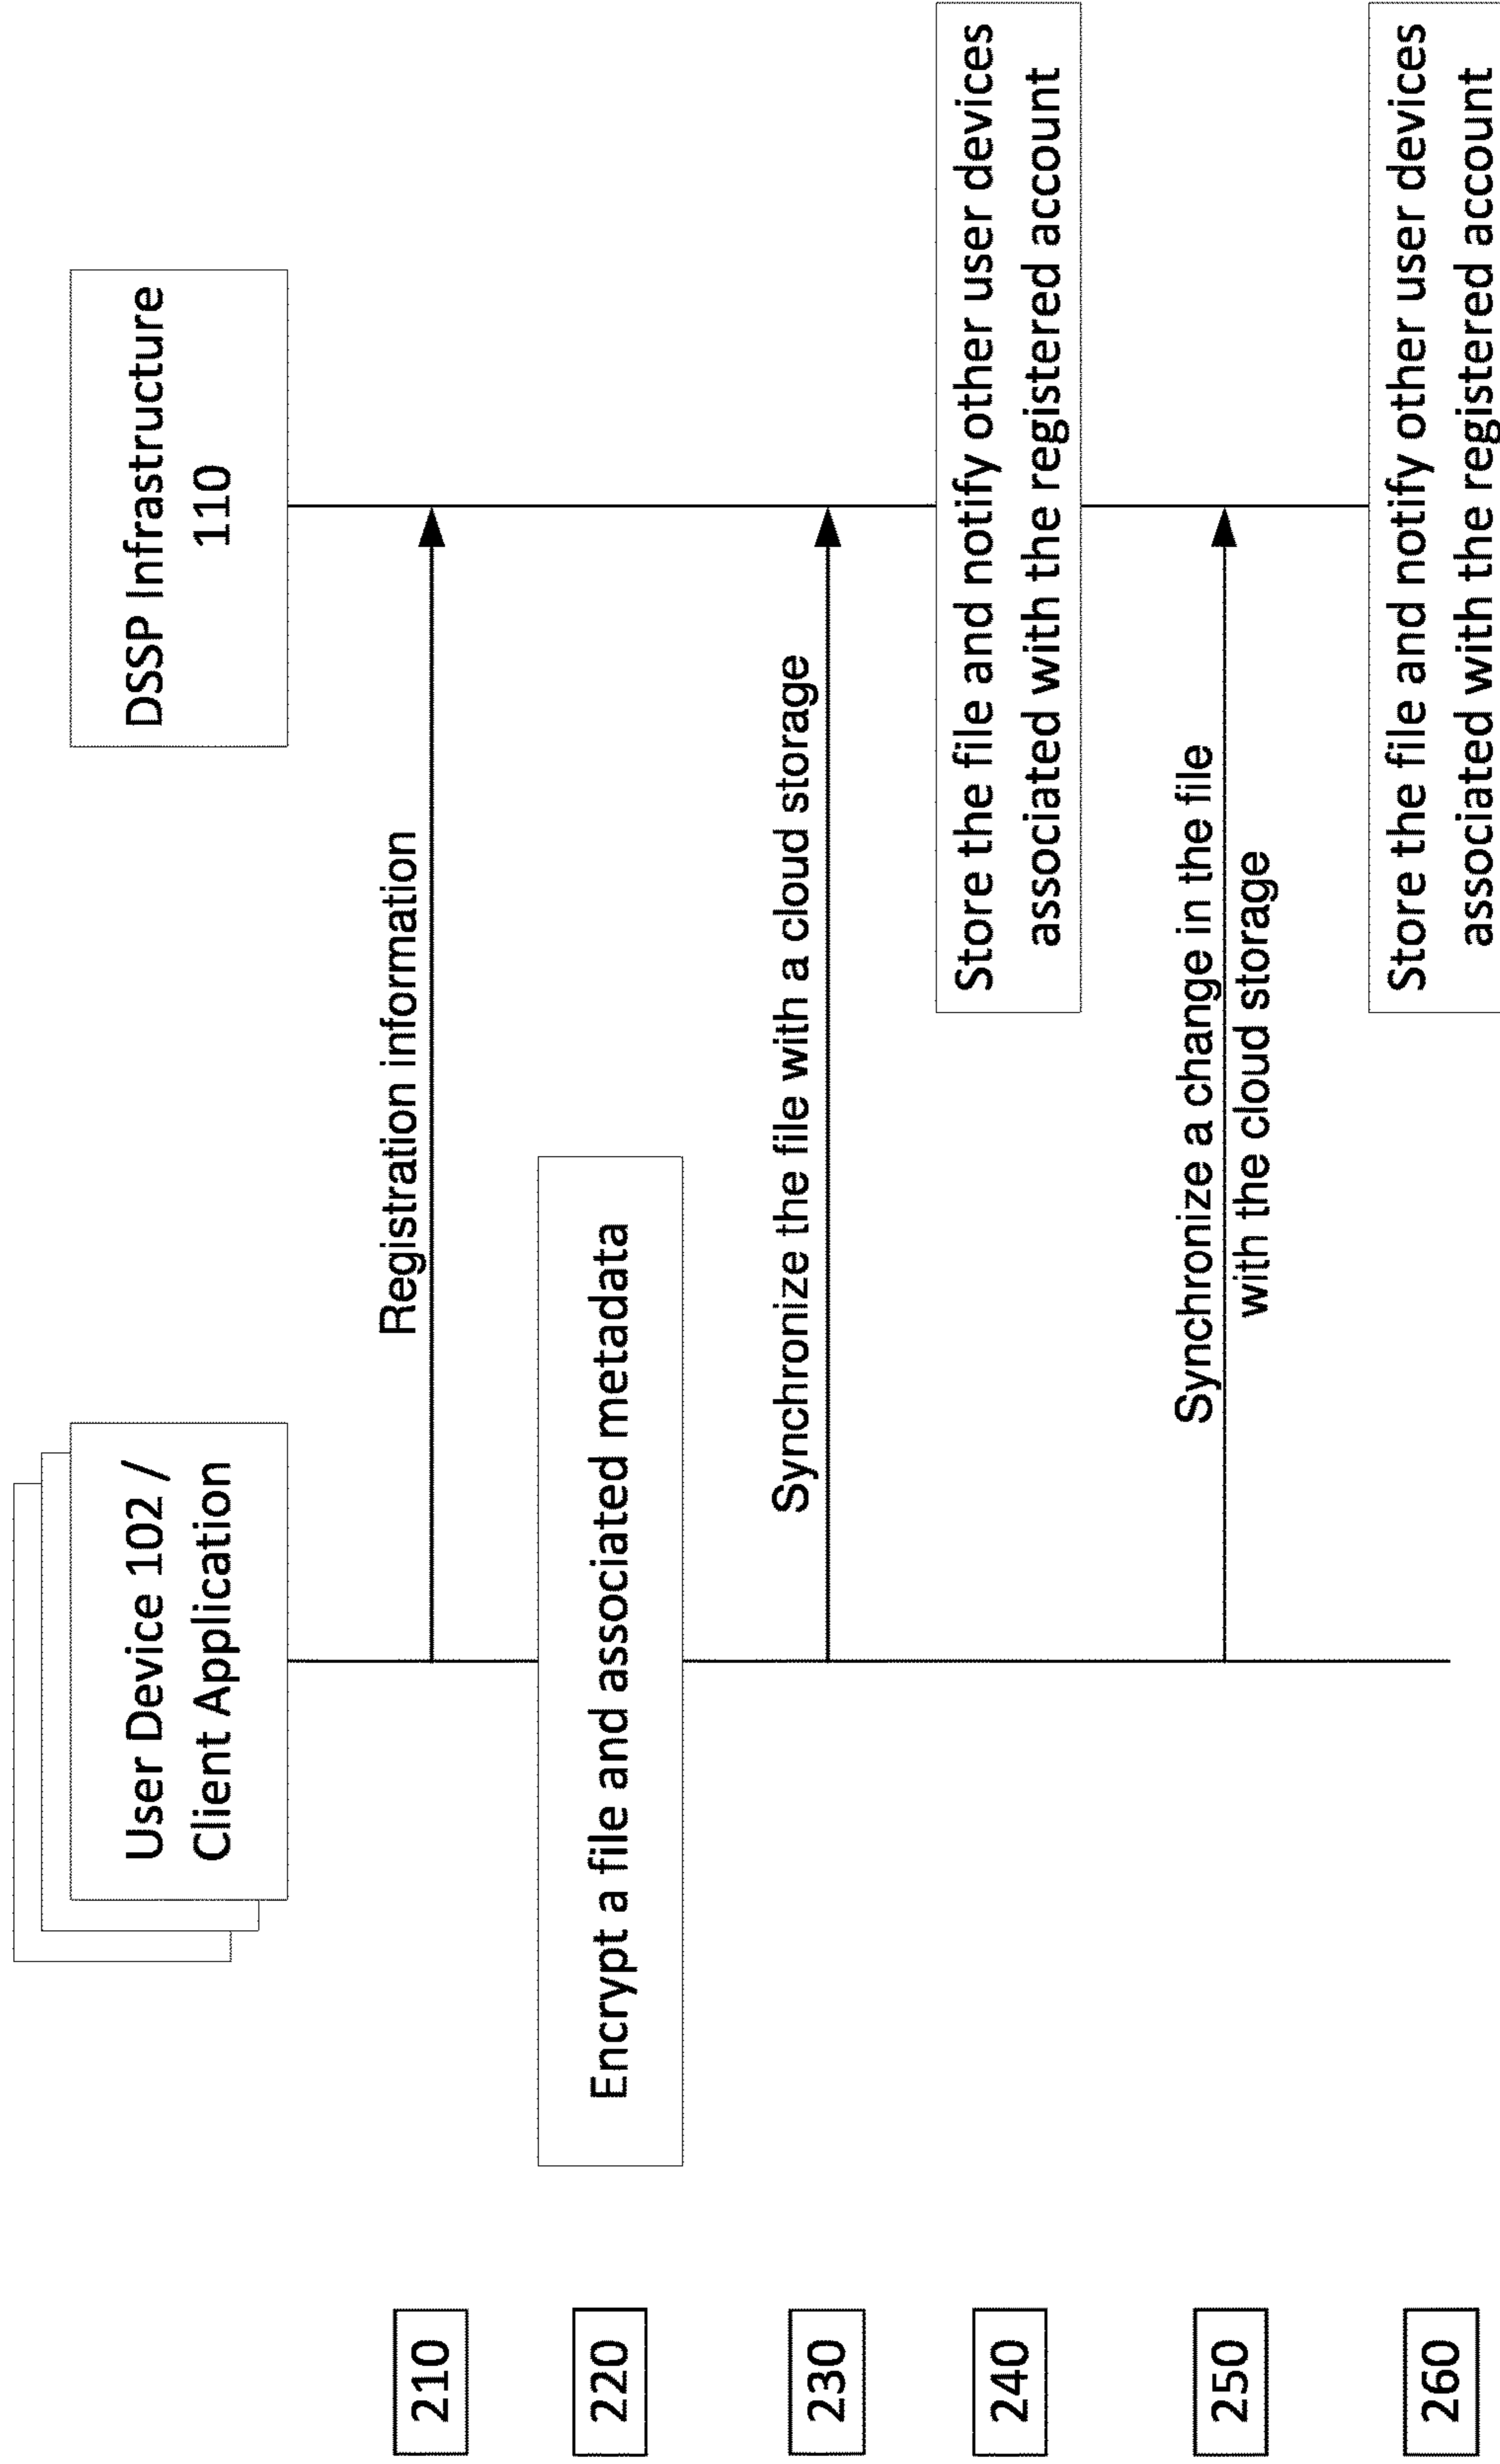 User Device 102 /
Client Application
DSSP Infrastructure
110
210
Registration information
220
Encrypt a file and associated metadata
230
Synchronize the file with a cloud storage
240
Store the file and notify other user devices
associated with the registered account
250
Synchronize a change in the file
with the cloud storage
260
Store the file and notify other user devices
associated with the registered account